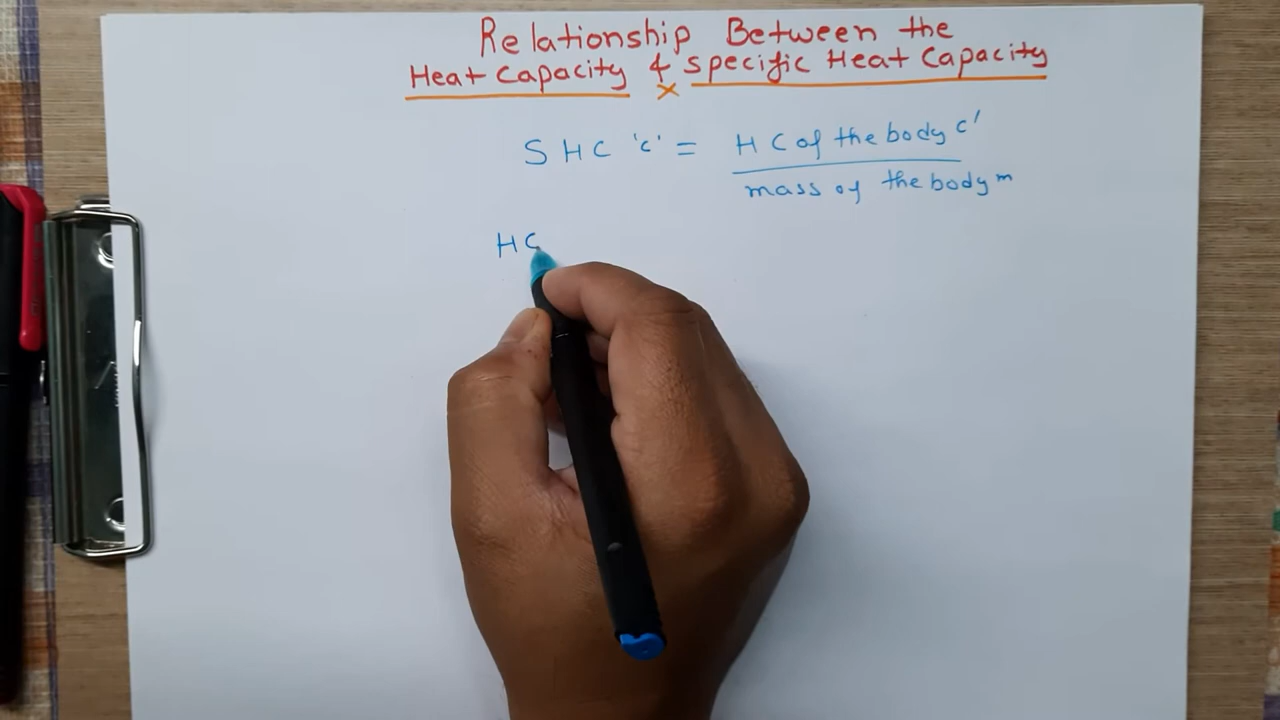 Relationship Between the
Heat Capacity & Specific Heat Capacity
x
SHC 'c' = HC of the body c'
mass of the body m
HC